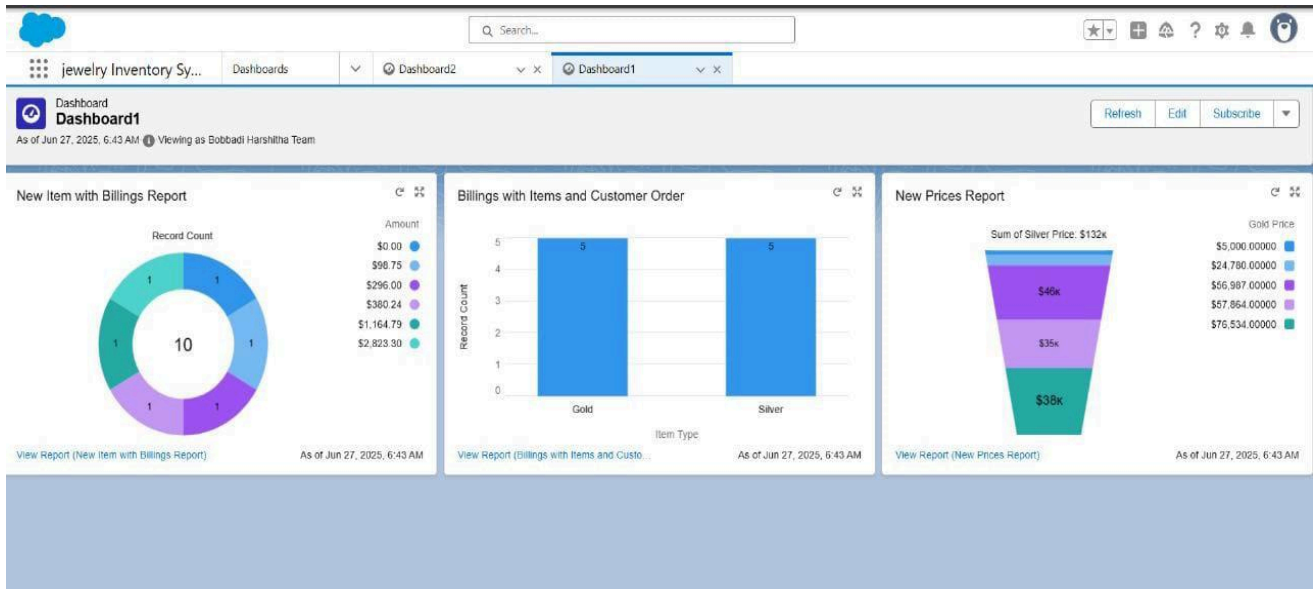 Search...
jewelry Inventory Sy...
Dashboards
Dashboard2
Dashboard1
Dashboard
Dashboard1
As of Jun 27, 2025, 6:43 AM Viewing as Bobbadi Harshitha Team
Refresh
Edit
Subscribe
New Item with Billings Report
Record Count
Amount
$0.00
$98.75
$296.00
$380.24
$1,164.79
$2,823.30
1
1
1
1
1
1
10
View Report (New Item with Billings Report)
As of Jun 27, 2025, 6:43 AM
Billings with Items and Customer Order
Record Count
5
4
3
2
1
0
5
5
Gold
Silver
Item Type
View Report (Billings with Items and Custo...
As of Jun 27, 2025, 6:43 AM
New Prices Report
Sum of Silver Price: $132K
Gold Price
$5,000.00000
$24,780.00000
$56,987.00000
$57,864.00000
$76,534.00000
$46K
$35K
$38K
View Report (New Prices Report)
As of Jun 27, 2025, 6:43 AM